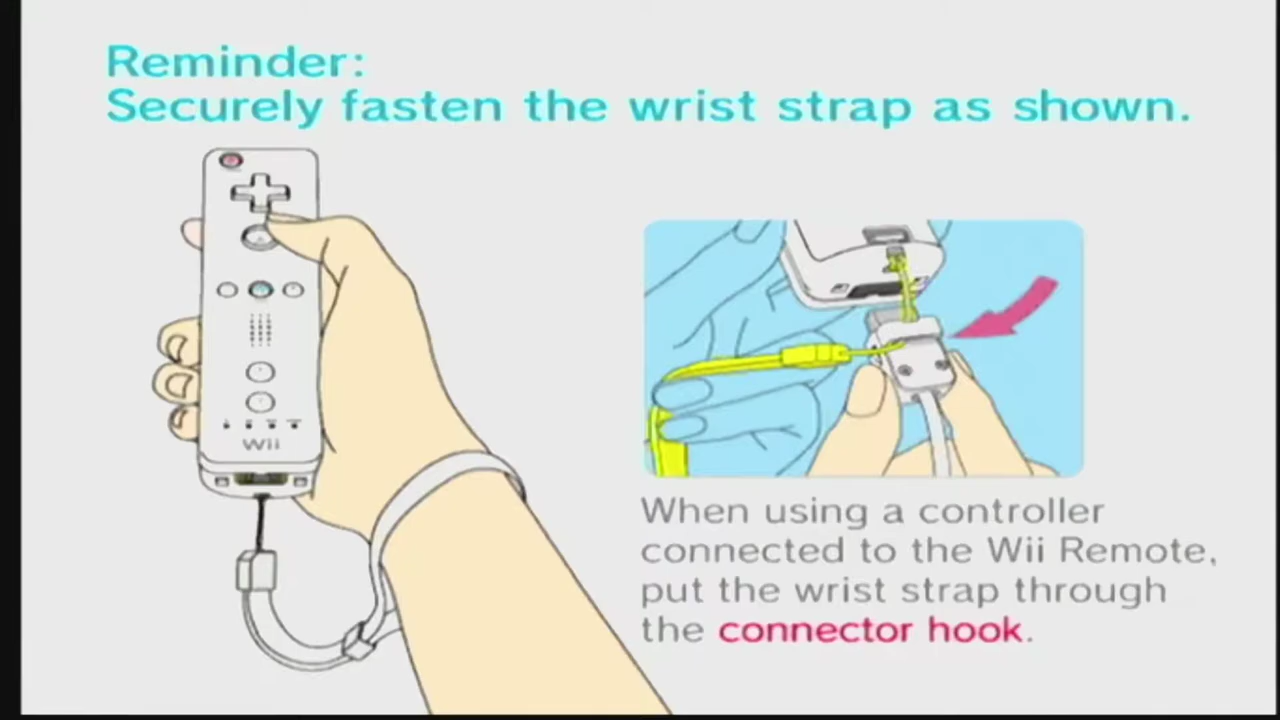 Reminder:
Securely fasten the wrist strap as shown.
Wii
When using a controller
connected to the Wii Remote,
put the wrist strap through
the connector hook.